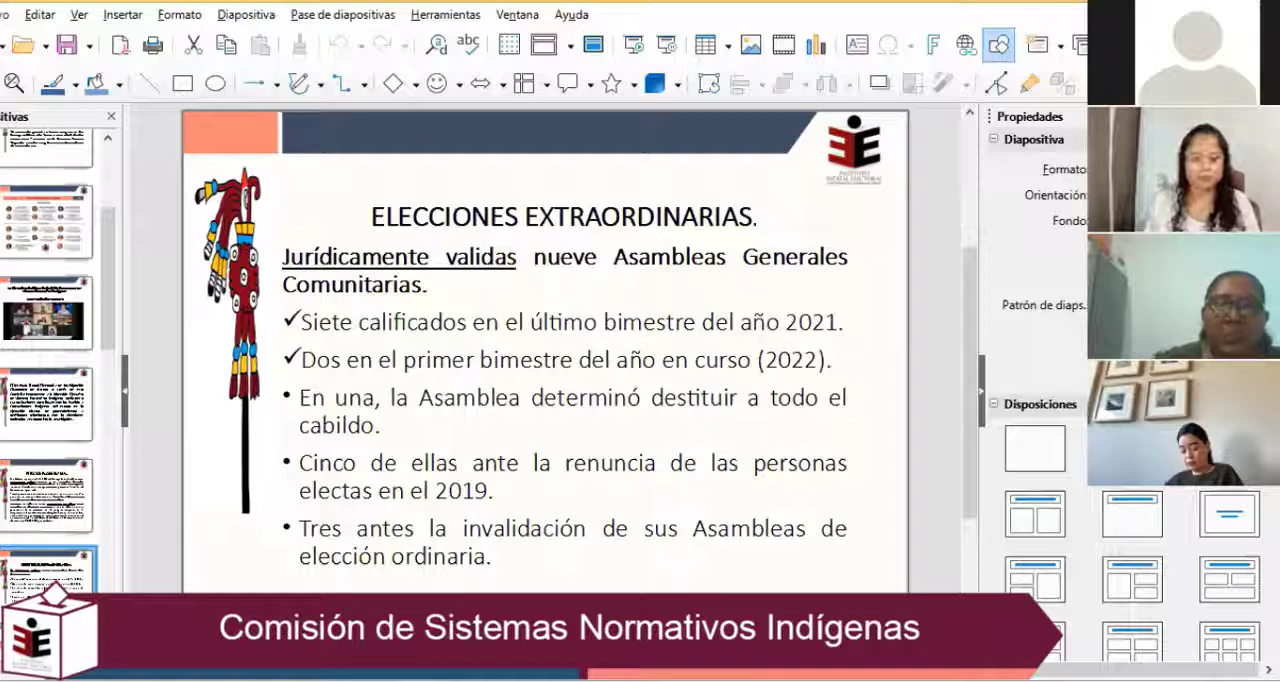 Editar Ver Insertar Formato Diapositiva Pase de diapositivas Herramientas Ventana Ayuda
Propiedades
Diapositiva
Formato
Orientación
Fondo:
Patrón de diaps.
Disposiciones
INSTITUTO
ESTATAL ELECTORAL
ELECCIONES EXTRAORDINARIAS.
Jurídicamente validas nueve Asambleas Generales
Comunitarias.
✓Siete calificados en el último bimestre del año 2021.
✓Dos en el primer bimestre del año en curso (2022).
• En una, la Asamblea determinó destituir a todo el
cabildo.
• Cinco de ellas ante la renuncia de las personas
electas en el 2019.
• Tres antes la invalidación de sus Asambleas de
elección ordinaria.
Comisión de Sistemas Normativos Indígenas